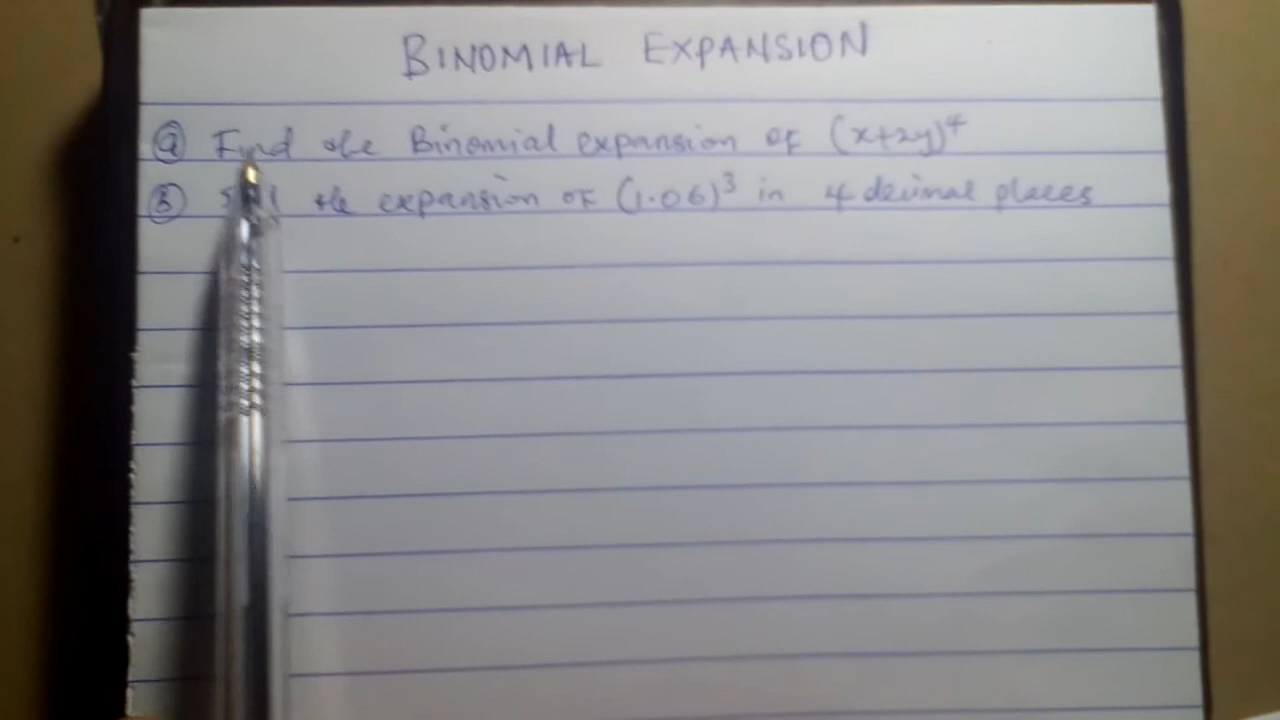 BINOMIAL EXPANSION
(a) Find the Binomial expansion of (x+2y)^4
(B) the expansion of (1.06)^3 in 4 decimal places